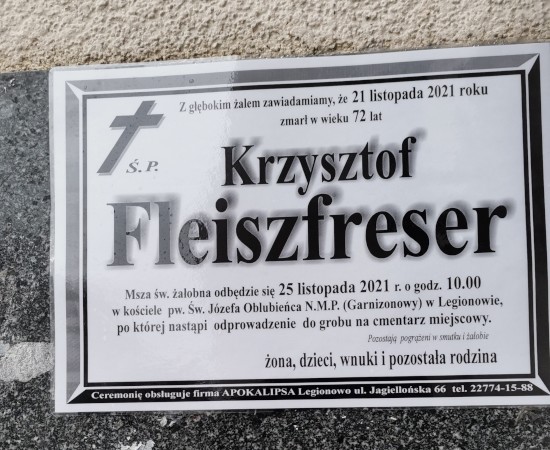 Z głębokim żalem zawiadamiamy, że 21 listopada 2021 roku
zmarł w wieku 72 lat
Ś.P.
Krzysztof
Fleiszfreser
Msza św. żałobna odbędzie się 25 listopada 2021 r. o godz. 10.00
w kościele pw. Św. Józefa Oblubieńca N.M.P. (Garnizonowy) w Legionowie,
po której nastąpi odprowadzenie do grobu na cmentarz miejscowy.
Pozostają pogrążeni w smutku i żałobie
żona, dzieci, wnuki i pozostała rodzina
Ceremonię obsługuje firma APOKALIPSA Legionowo ul. Jagiellońska 66 tel. 22774-15-88